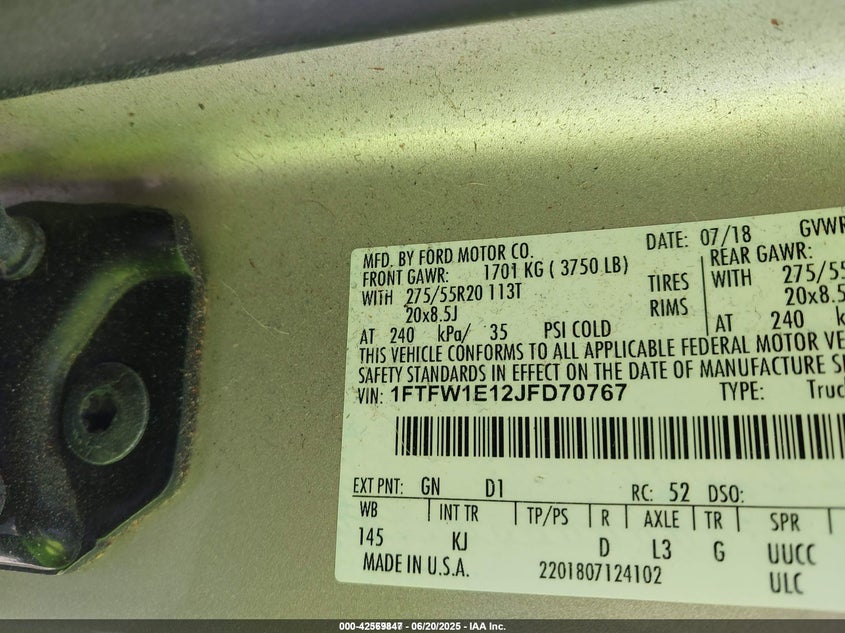 MFD. BY FORD MOTOR CO. DATE: 07/18 GVWR
FRONT GAWR: 1701 KG ( 3750 LB) REAR GAWR:
WITH 275/55R20 113T TIRES WITH 275/55
20x8.5J RIMS 20x8.5
AT 240 kPa/ 35 PSI COLD AT 240
THIS VEHICLE CONFORMS TO ALL APPLICABLE FEDERAL MOTOR VE
SAFETY STANDARDS IN EFFECT ON THE DATE OF MANUFACTURE S
VIN: 1FTFW1E12JFD70767 TYPE: Truc
EXT PNT: GN D1 RC: 52 DSO:
WB INT TR TP/PS R AXLE TR SPR
145 KJ D L3 G UUCC
MADE IN U.S.A. 2201807124102 ULC
000-42569847 06/20/2025 - IAA Inc.